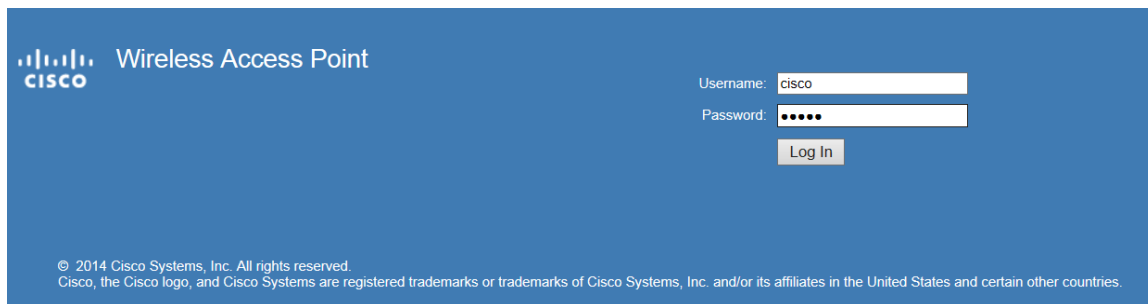 CISCO
Wireless Access Point
Username: cisco
Password: •••••
Log In
© 2014 Cisco Systems, Inc. All rights reserved.
Cisco, the Cisco logo, and Cisco Systems are registered trademarks or trademarks of Cisco Systems, Inc. and/or its affiliates in the United States and certain other countries.